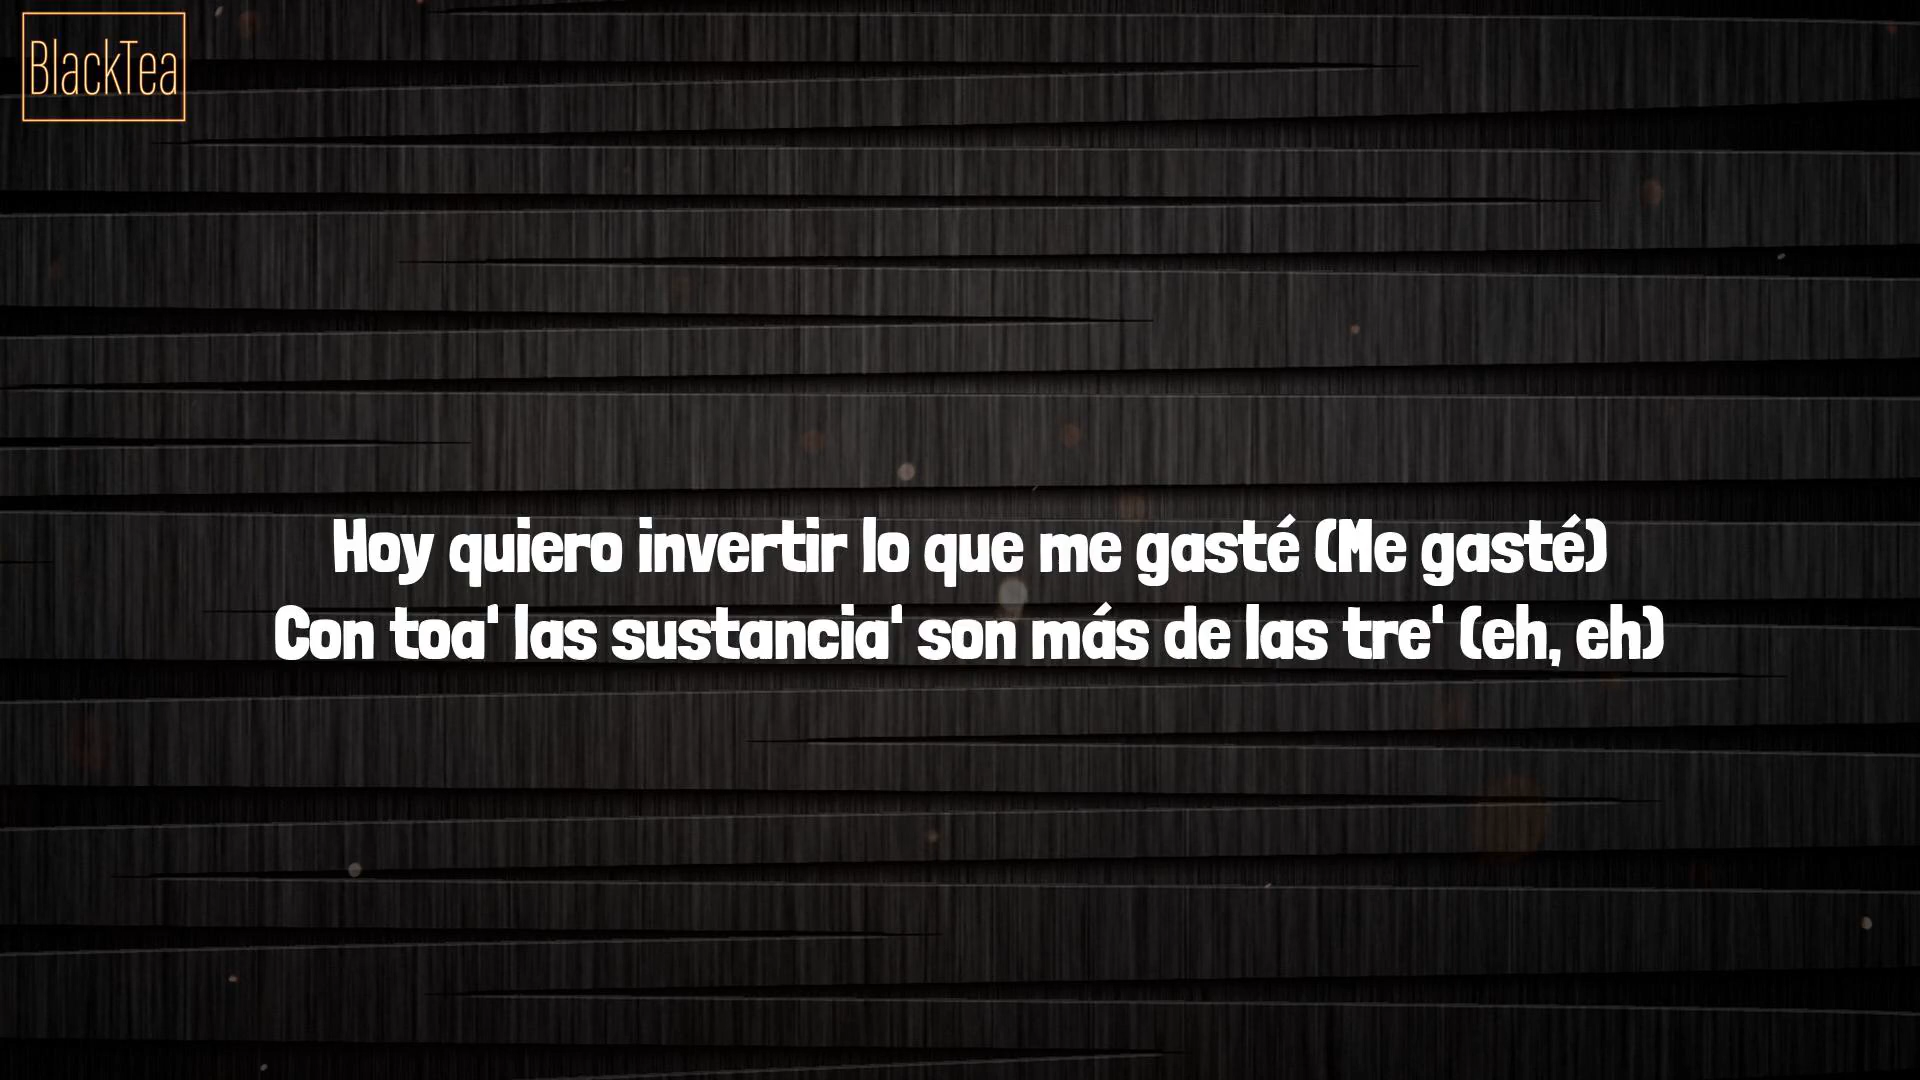 BlackTea
Hoy quiero invertir lo que me gasté (Me gasté)
Con toa' las sustancia' son más de las tre' (eh, eh)